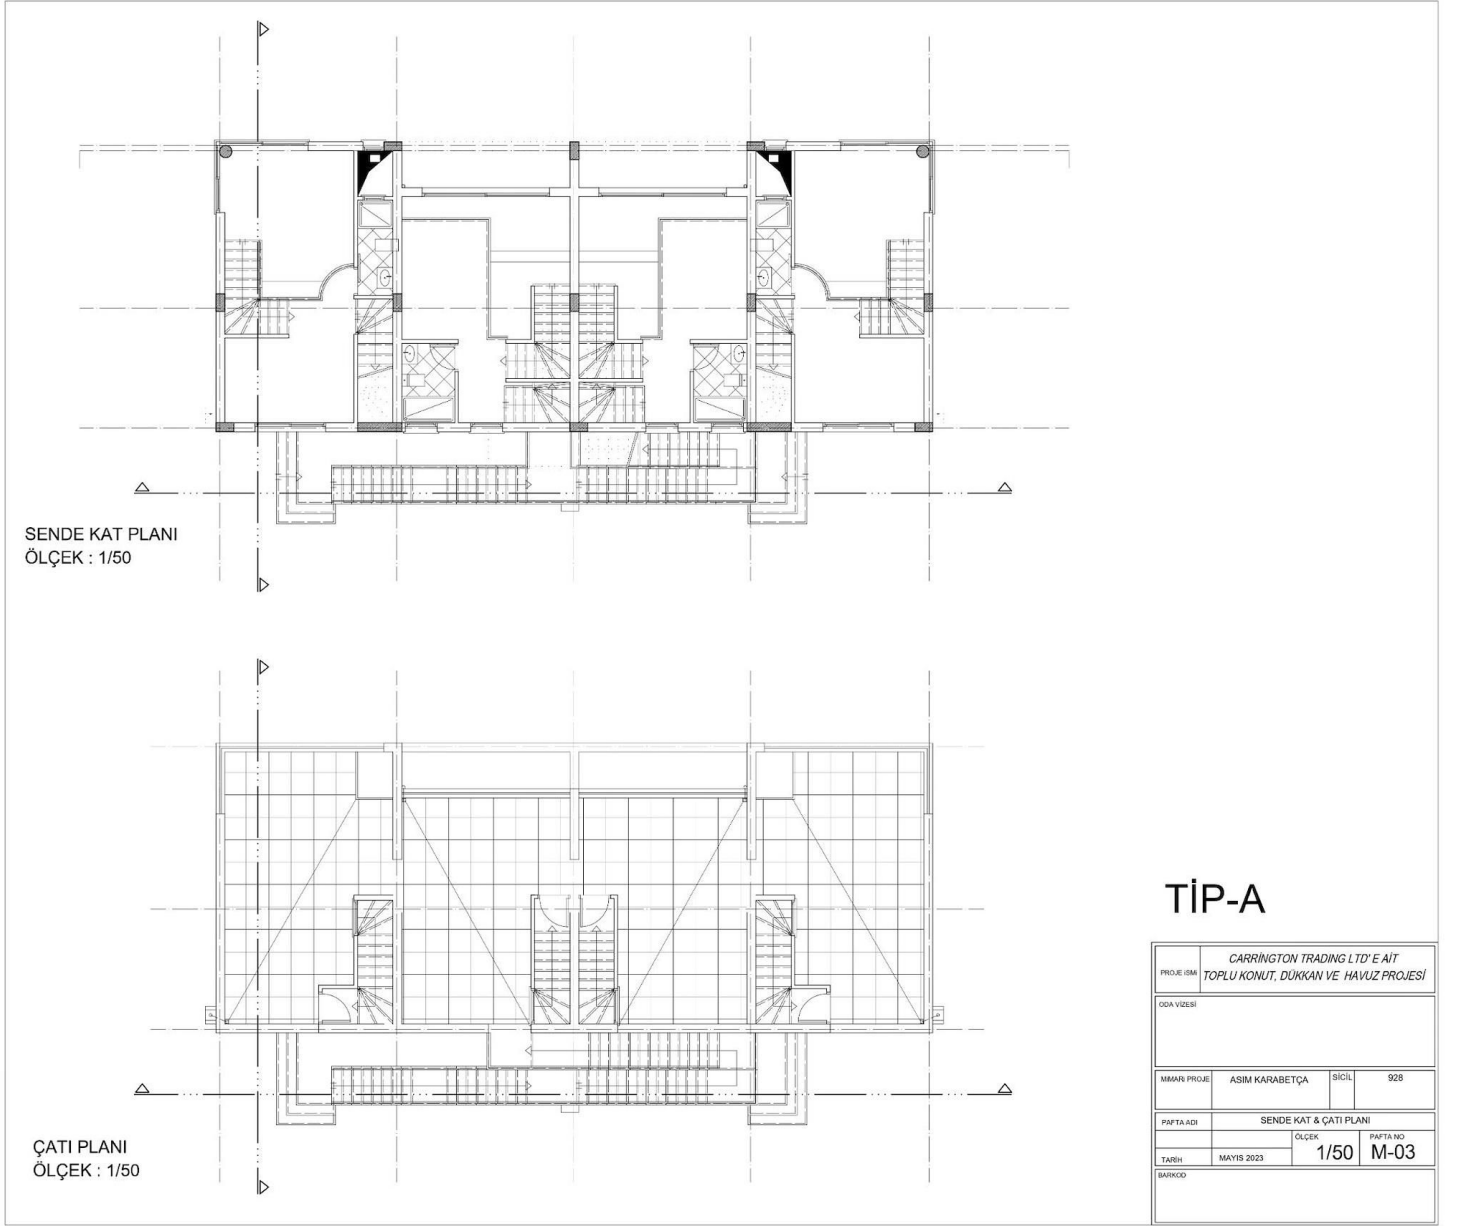 SENDE KAT PLANI
ÖLÇEK : 1/50
ÇATI PLANI
ÖLÇEK : 1/50
TİP-A
PROJE İSMİ
CARRİNGTON TRADING LTD' E AİT
TOPLU KONUT, DÜKKAN VE HAVUZ PROJESİ
ODA VİZESİ
MİMARİ PROJE
ASIM KARABETÇA
SİCİL
928
PAFTA ADI
SENDE KAT & ÇATI PLANI
ÖLÇEK
1/50
PAFTA NO
M-03
TARİH
MAYIS 2023
BARKOD